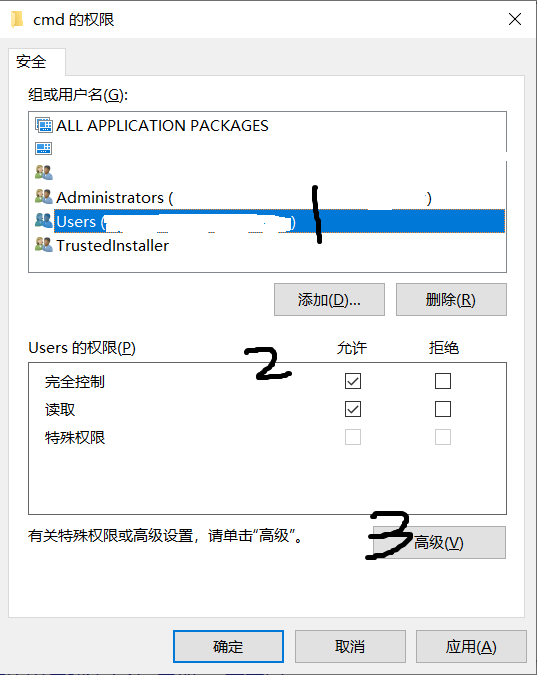 cmd 的权限
安全
组或用户名(G):
ALL APPLICATION PACKAGES
Administrators ( )
Users ( )
TrustedInstaller
1
添加(D)... 删除(R)
Users 的权限(P) 允许 拒绝
2
完全控制
读取
特殊权限
有关特殊权限或高级设置，请单击“高级”。
3
高级(V)
确定 取消 应用(A)